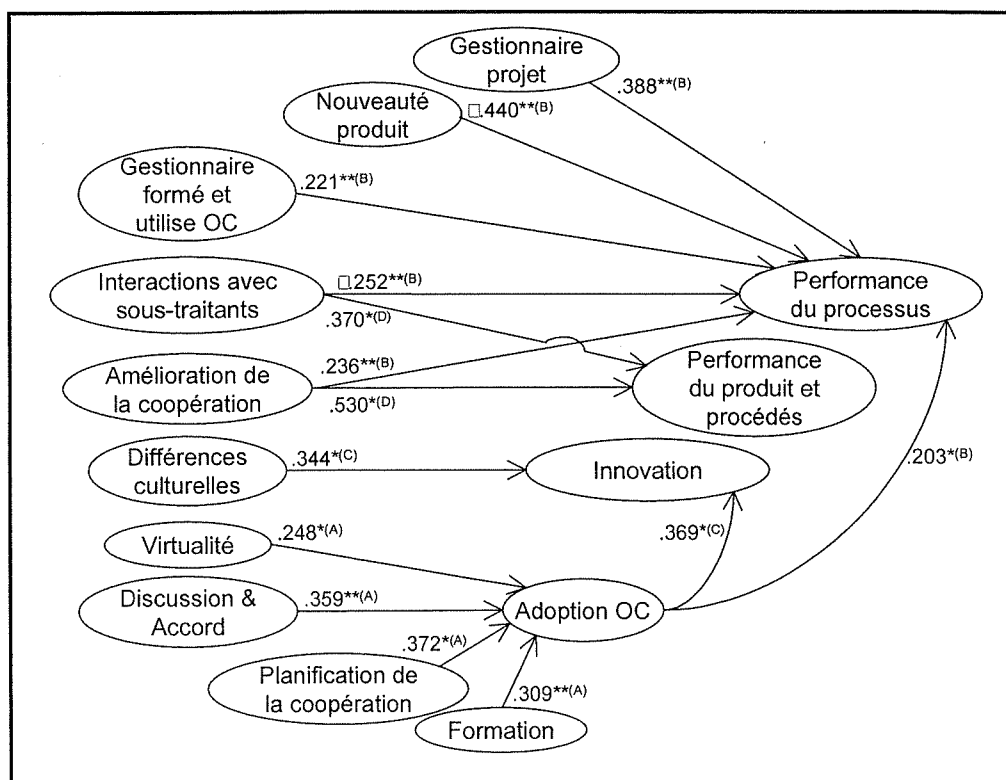 Gestionnaire
projet
.388**(B)
Nouveauté
produit
□.440**(B)
Gestionnaire
formé et
utilise OC
.221**(B)
Interactions avec
sous-traitants
□.252**(B)
.370*(D)
Performance
du processus
Amélioration de
la coopération
.236**(B)
.530*(D)
Performance
du produit et
procédés
Différences
culturelles
.344*(C)
Innovation
.203*(B)
.369*(C)
Virtualité
.248*(A)
Discussion &
Accord
.359**(A)
Adoption OC
.372*(A)
Planification de
la coopération
.309**(A)
Formation